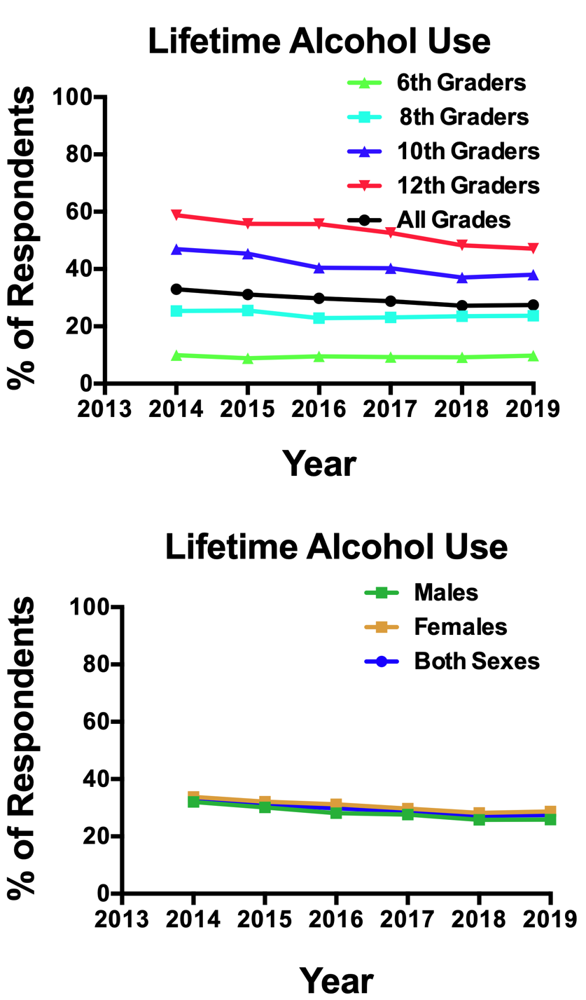 Lifetime Alcohol Use
6th Graders
8th Graders
10th Graders
12th Graders
All Grades
% of Respondents
100
80
60
40
20
0
2013 2014 2015 2016 2017 2018 2019
Year
Lifetime Alcohol Use
Males
Females
Both Sexes
% of Respondents
100
80
60
40
20
0
2013 2014 2015 2016 2017 2018 2019
Year